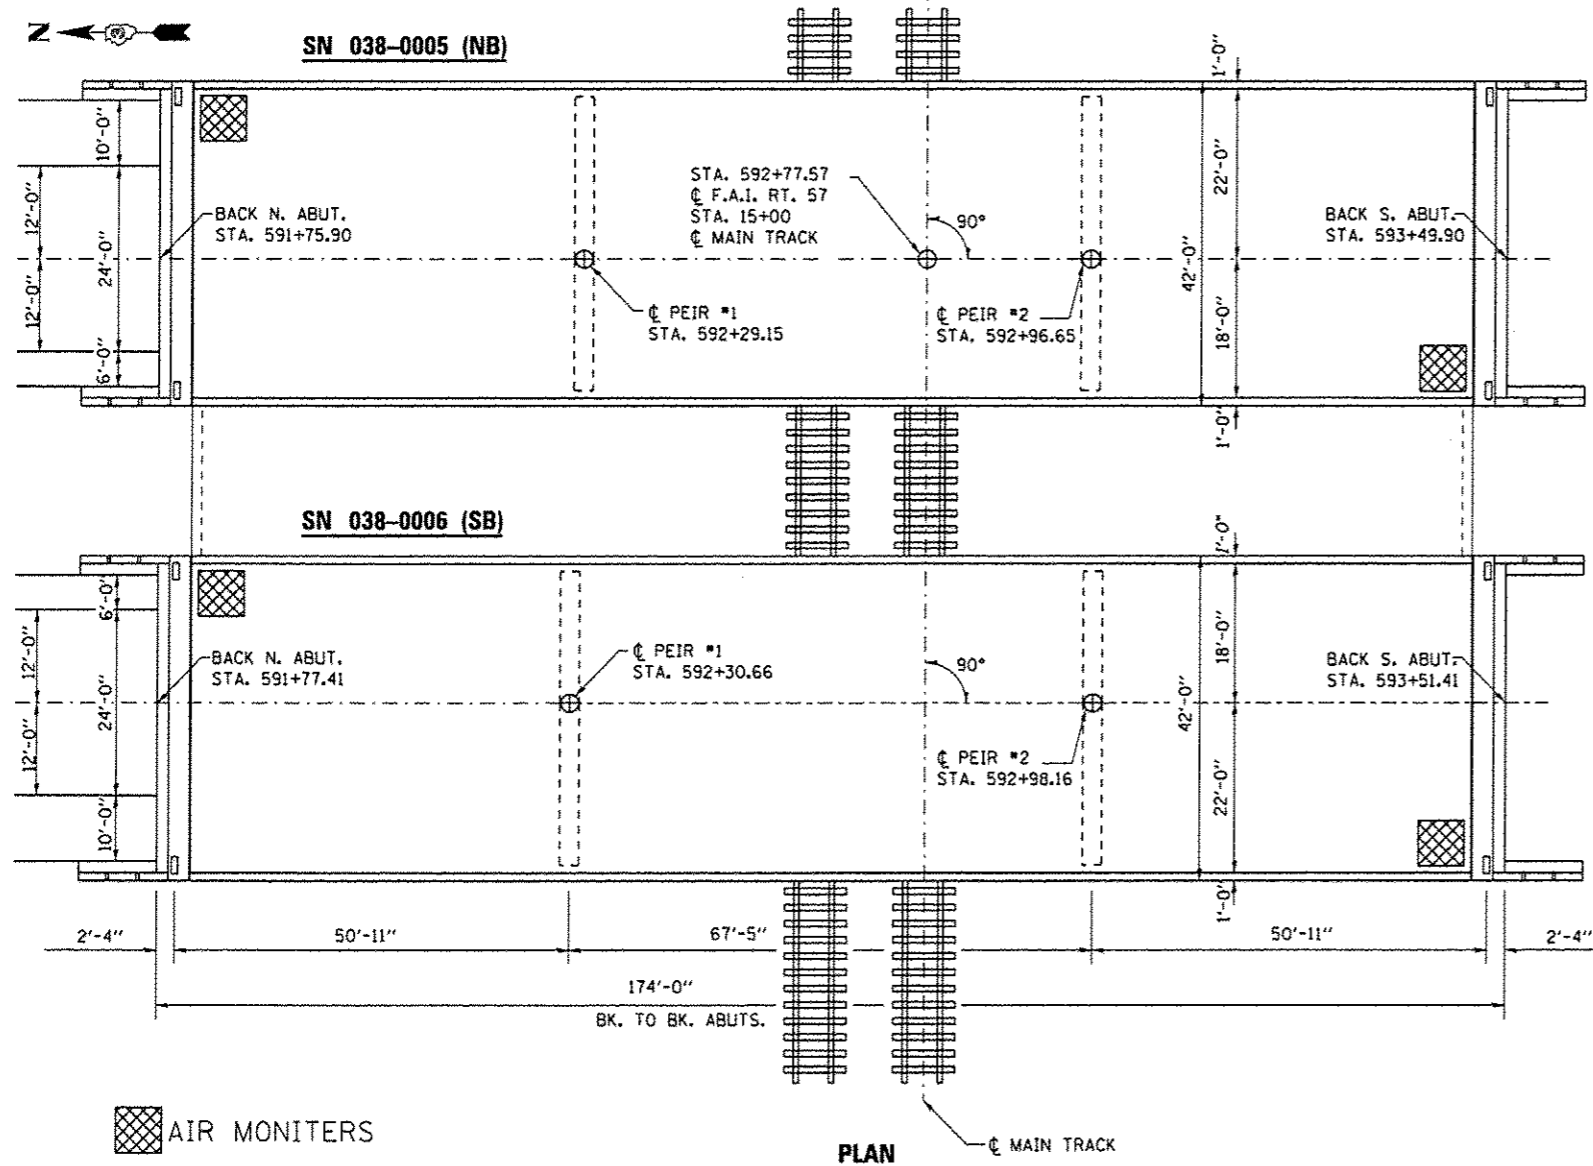 N
SN 038-0005 (NB)
1'-0"
10'-0"
12'-0"
24'-0"
12'-0"
6'-0"
BACK N. ABUT.
STA. 591+75.90
STA. 592+77.57
℄ F.A.I. RT. 57
STA. 15+00
℄ MAIN TRACK
90°
℄ PEIR #1
STA. 592+29.15
℄ PEIR #2
STA. 592+96.65
42'-0"
22'-0"
18'-0"
1'-0"
BACK S. ABUT.
STA. 593+49.90
SN 038-0006 (SB)
1'-0"
6'-0"
12'-0"
24'-0"
12'-0"
10'-0"
BACK N. ABUT.
STA. 591+77.41
℄ PEIR #1
STA. 592+30.66
90°
℄ PEIR #2
STA. 592+98.16
42'-0"
18'-0"
22'-0"
1'-0"
BACK S. ABUT.
STA. 593+51.41
2'-4"
50'-11"
67'-5"
50'-11"
2'-4"
174'-0"
BK. TO BK. ABUTS.
AIR MONITERS
PLAN
℄ MAIN TRACK